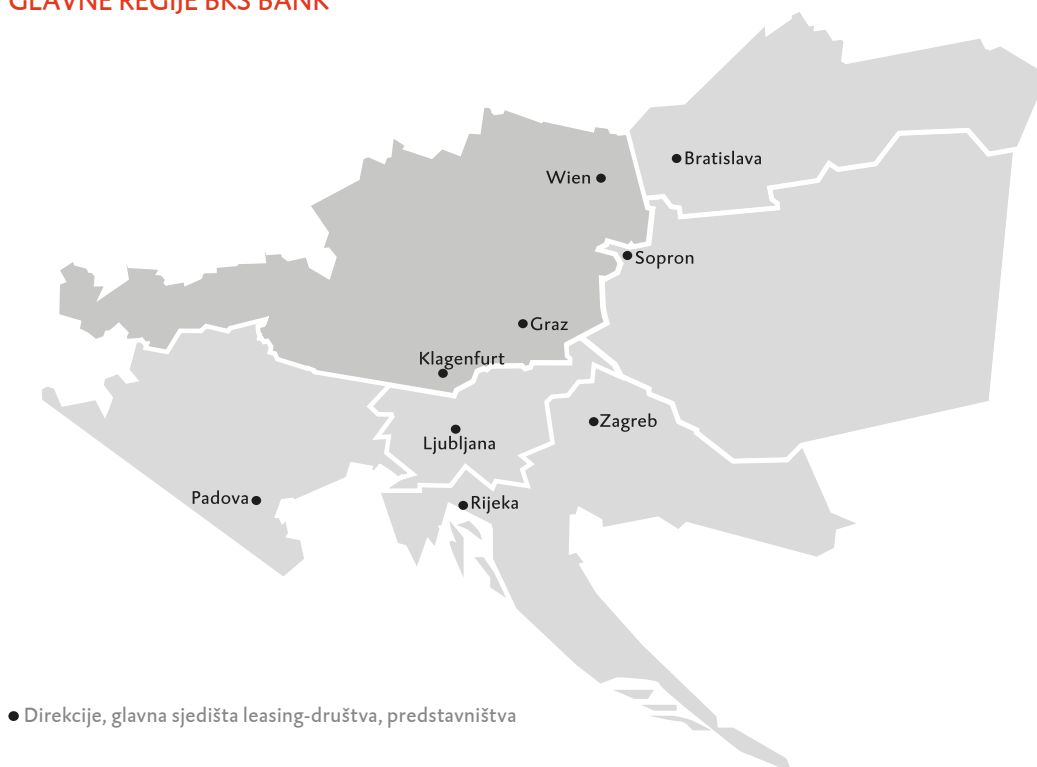 GLAVNE REGIJE BKS BANK
Bratislava
Wien
Sopron
Graz
Klagenfurt
Zagreb
Ljubljana
Padova
Rijeka
Direkcije, glavna sjedišta leasing-društva, predstavništva